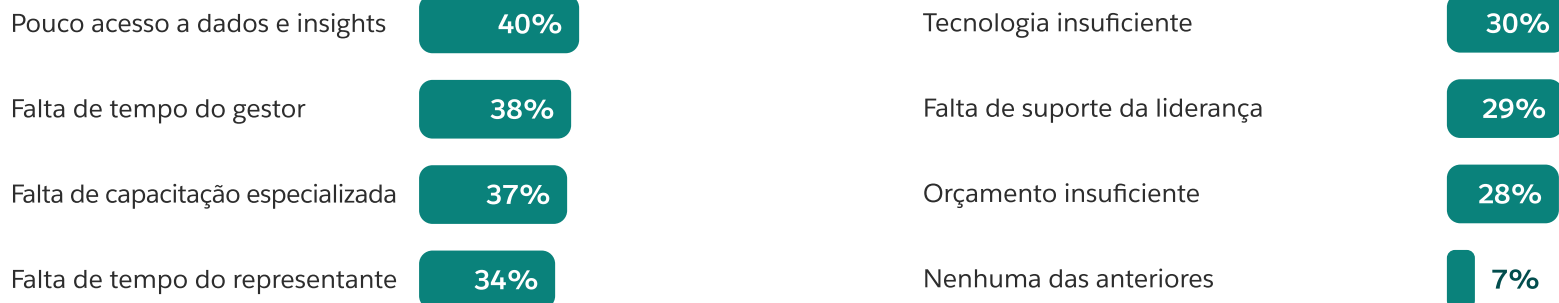 Pouco acesso a dados e insights 40%
Falta de tempo do gestor 38%
Falta de capacitação especializada 37%
Falta de tempo do representante 34%
Tecnologia insuficiente 30%
Falta de suporte da liderança 29%
Orçamento insuficiente 28%
Nenhuma das anteriores 7%